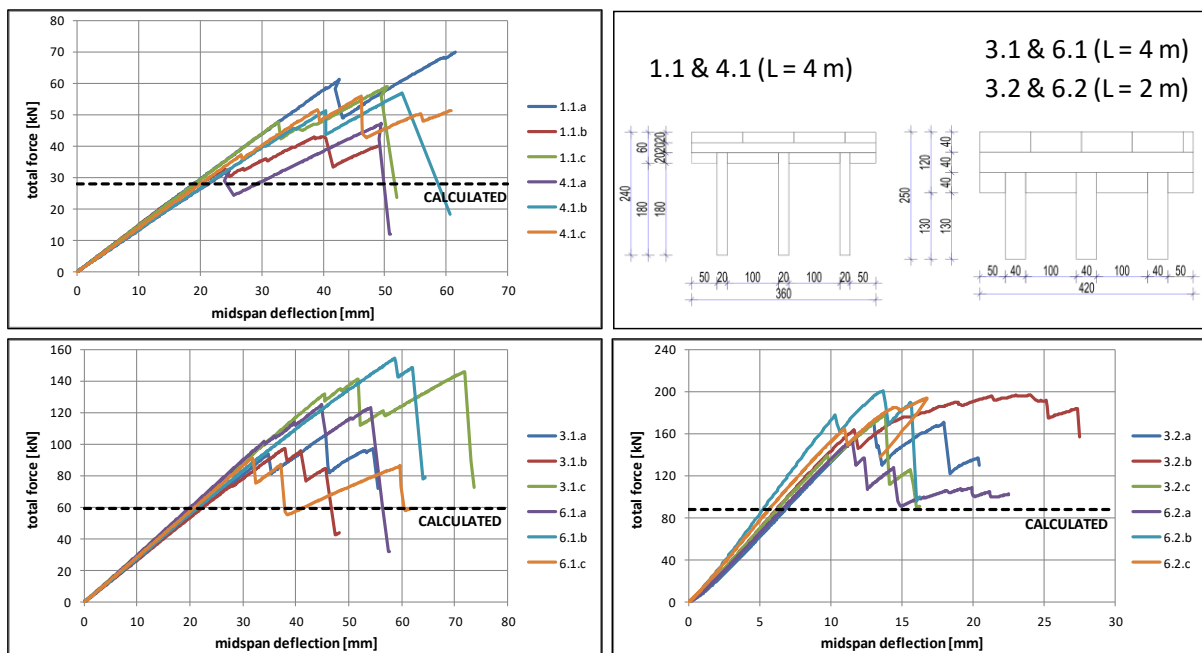 total force [kN]
80
70
60
50
40
30
20
10
0
0 10 20 30 40 50 60 70
midspan deflection [mm]
CALCULATED
1.1.a
1.1.b
1.1.c
4.1.a
4.1.b
4.1.c
1.1 & 4.1 (L = 4 m)
3.1 & 6.1 (L = 4 m)
3.2 & 6.2 (L = 2 m)
240
60
180
20 20 20
180
180
50 20 100 20 100 20 50
360
250
120
130
40
40
40
130
50 40 100 40 100 40 50
420
total force [kN]
160
140
120
100
80
60
40
20
0
0 10 20 30 40 50 60 70 80
midspan deflection [mm]
CALCULATED
3.1.a
3.1.b
3.1.c
6.1.a
6.1.b
6.1.c
total force [kN]
240
200
160
120
80
40
0
0 5 10 15 20 25 30
midspan deflection [mm]
CALCULATED
3.2.a
3.2.b
3.2.c
6.2.a
6.2.b
6.2.c